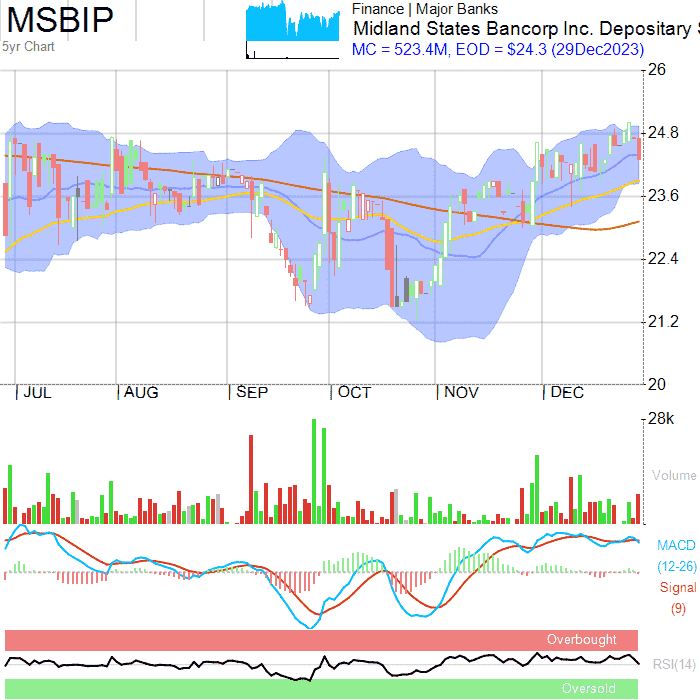 MSBIP
5yr Chart
Finance | Major Banks
Midland States Bancorp Inc. Depositary
MC = 523.4M, EOD = $24.3 (29Dec2023)
26
24.8
23.6
22.4
21.2
20
JUL AUG SEP OCT NOV DEC
28k
Volume
MACD
(12-26)
Signal
(9)
Overbought
RSI(14)
Oversold